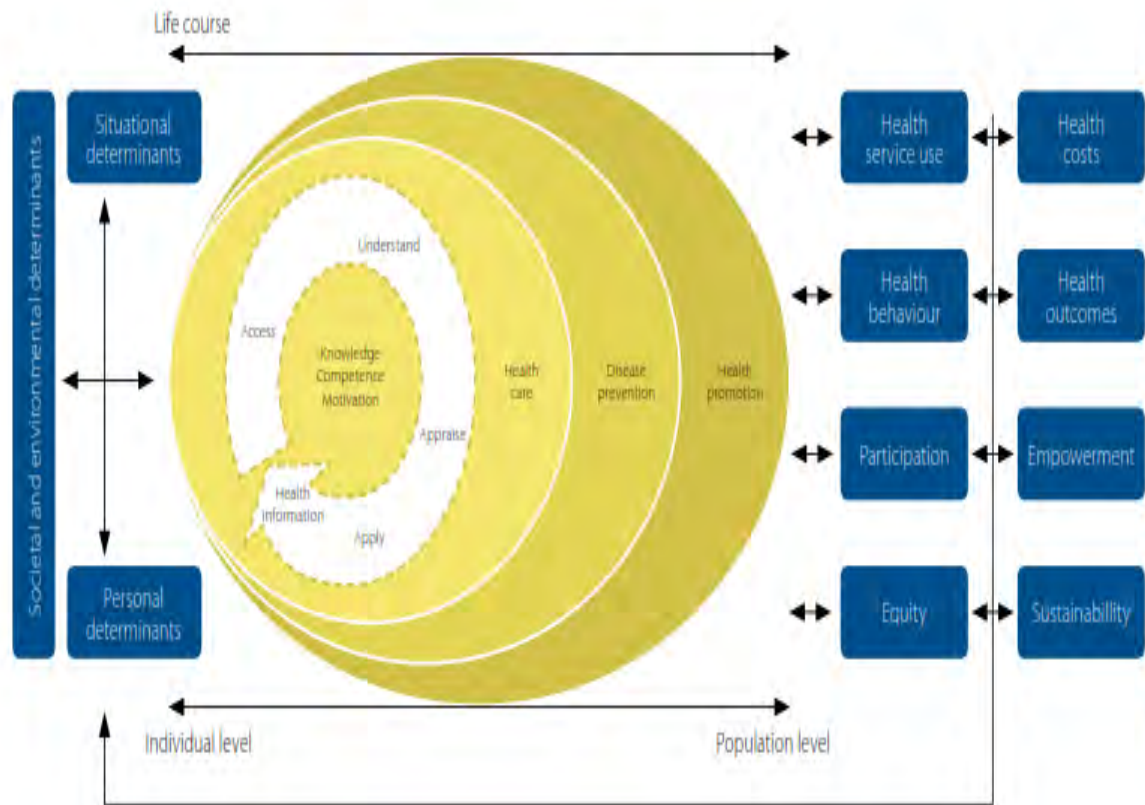 Life course
Societal and environmental determinants
Situational
determinants
Personal
determinants
Understand
Access
Knowledge
Competence
Motivation
Appraise
Health
information
Apply
Health
care
Disease
prevention
Health
promotion
Health
service use
Health
costs
Health
behaviour
Health
outcomes
Participation
Empowerment
Equity
Sustainabillity
Individual level
Population level